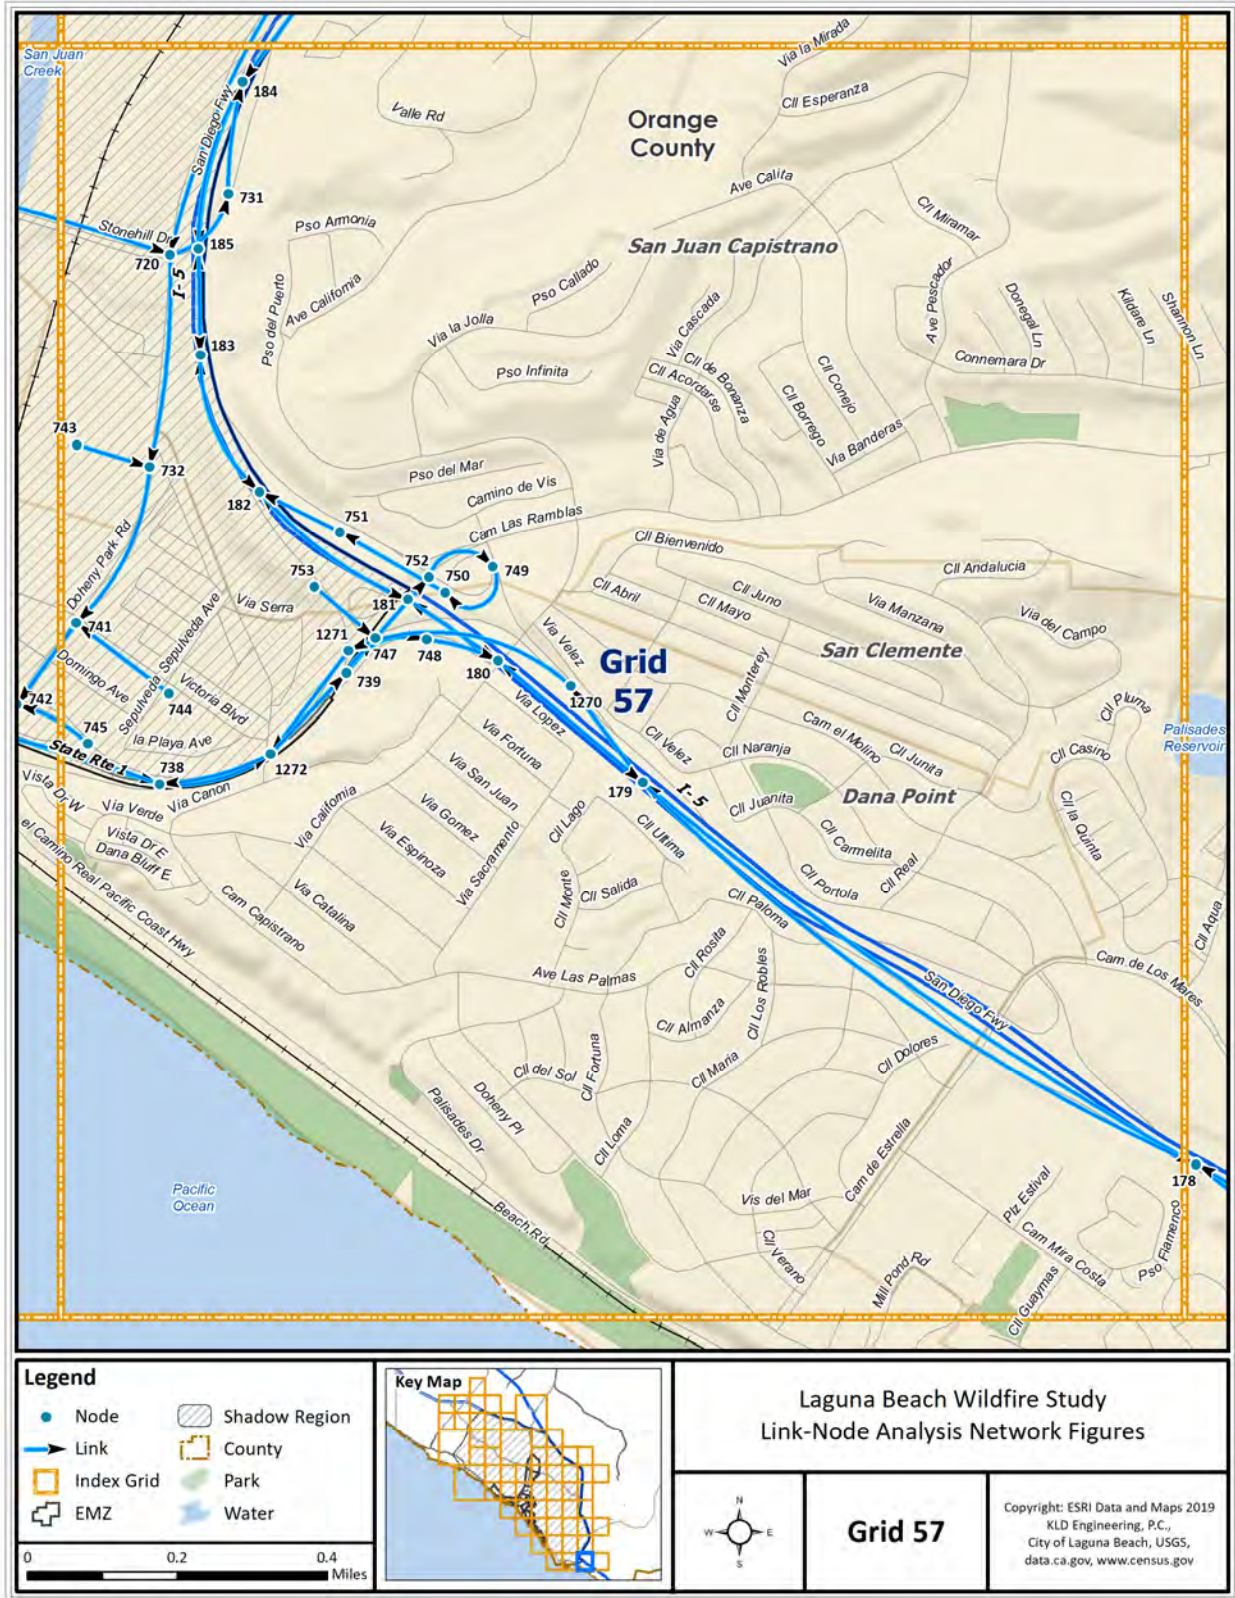 San Juan
Creek
San Diego Fwy
184
Valle Rd
Via la Mirada
Cll Esperanza
Orange
County
731
Ave Calita
Cll Miramar
Stonehill Dr
720
185
I-5
Pso Armonia
San Juan Capistrano
Pso del Puerto
Ave California
Pso Callado
Via la Jolla
Via Cascada
Ave Pescador
Donegal Ln
Kildare Ln
Shannon Ln
183
Pso Infinita
Cll de Bonanza
Cll Acordarse
Cll Conejo
Connemara Dr
Cll Borrego
Via de Agua
Via Banderas
743
732
Pso del Mar
Camino de Vis
182
751
Cam Las Ramblas
Cll Bienvenido
Doheny Park Rd
752
750
749
753
Cll Andalucia
Cll Abril
Cll Juno
Cll Mayo
Via Manzana
Via del Campo
Via Serra
181
741
1271
747
748
Via Velez
Grid
57
San Clemente
Sepulveda Ave
Cll Monterey
Domingo Ave
739
180
742
744
Victoria Blvd
Sepulveda
1270
Via Lopez
Cll Pluma
Palisades
Reservoir
745
la Playa Ave
Via Fortuna
Cam el Molino
Cll Velez
Cll Naranja
Cll Junita
Cll Casino
State Rte 1
738
1272
Via San Juan
179
I-5
Vista Dr W
Via Verde
Via Canon
Cll Juanita
Dana Point
Via California
Via Gomez
Cll Lago
Cll la Quinta
Vista Dr E
Dana Bluff E
Via Espinoza
Via Sacramento
Cll Ultima
Cll Carmelita
Cll Portola
Cll Real
el Camino Real Pacific Coast Hwy
Cam Capistrano
Via Catalina
Cll Monte
Cll Salida
Cll Paloma
Cll Aqua
Cll Rosita
Cll Los Robles
Cam de Los Mares
Ave Las Palmas
San Diego Fwy
Cll Almanza
Cll Dolores
Cll Maria
Cll Fortuna
Cll del Sol
Doheny Pl
Palisades Dr
Cll Loma
Cam de Estrella
178
Pacific
Ocean
Vis del Mar
Plz Estival
Beach Rd
Cam Mira Costa
Pso Flamenco
Cll Verano
Mill Pond Rd
Cll Guaymas
Legend
Node
Link
Index Grid
EMZ
Shadow Region
County
Park
Water
0 0.2 0.4
Miles
Key Map
Laguna Beach Wildfire Study
Link-Node Analysis Network Figures
N
W E
S
Grid 57
Copyright: ESRI Data and Maps 2019
KLD Engineering, P.C.,
City of Laguna Beach, USGS,
data.ca.gov, www.census.gov